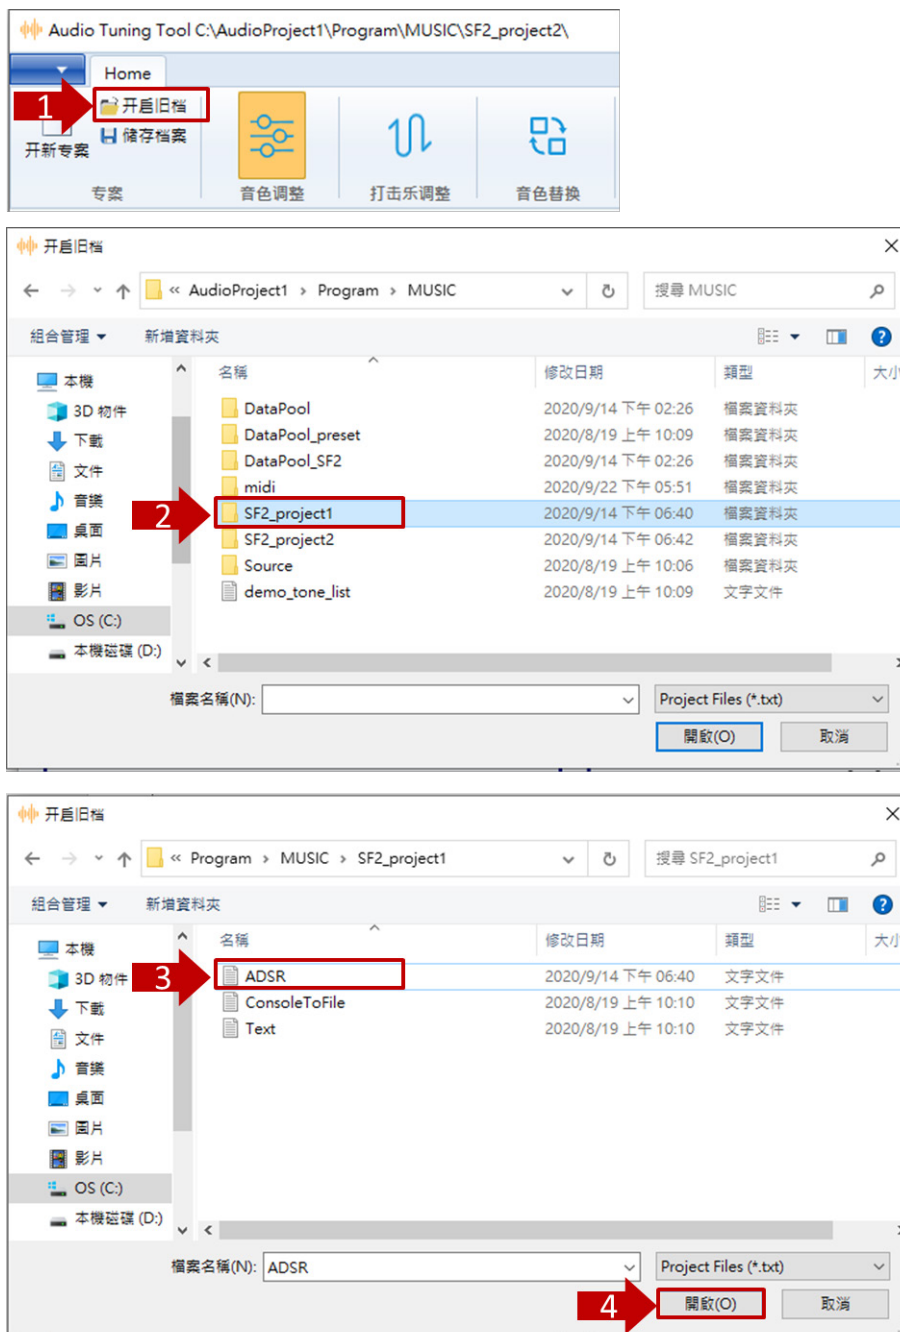 Audio Tuning Tool C:\AudioProject1\Program\MUSIC\SF2_project2\
Home
1
开启旧档
储存档案
开新专案
专案
音色调整
打击乐调整
音色替换
开启旧档
« AudioProject1 › Program › MUSIC
搜尋 MUSIC
組合管理
新增資料夾
名稱 修改日期 類型 大小
本機
3D 物件
下載
文件
音樂
桌面
圖片
影片
OS (C:)
本機磁碟 (D:)
DataPool 2020/9/14 下午 02:26 檔案資料夾
DataPool_preset 2020/8/19 上午 10:09 檔案資料夾
DataPool_SF2 2020/9/14 下午 02:26 檔案資料夾
midi 2020/9/22 下午 05:51 檔案資料夾
2
SF2_project1 2020/9/14 下午 06:40 檔案資料夾
SF2_project2 2020/9/14 下午 06:42 檔案資料夾
Source 2020/8/19 上午 10:06 檔案資料夾
demo_tone_list 2020/8/19 上午 10:09 文字文件
檔案名稱(N):
Project Files (*.txt)
開啟(O)
取消
开启旧档
« Program › MUSIC › SF2_project1
搜尋 SF2_project1
組合管理
新增資料夾
名稱 修改日期 類型 大小
本機
3D 物件
下載
文件
音樂
桌面
圖片
影片
OS (C:)
本機磁碟 (D:)
3
ADSR 2020/9/14 下午 06:40 文字文件
ConsoleToFile 2020/8/19 上午 10:10 文字文件
Text 2020/8/19 上午 10:10 文字文件
檔案名稱(N): ADSR
Project Files (*.txt)
4
開啟(O)
取消